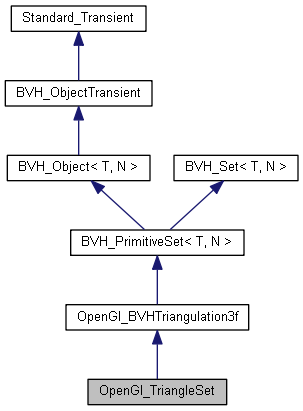 Standard_Transient
BVH_ObjectTransient
BVH_Object< T, N >
BVH_Set< T, N >
BVH_PrimitiveSet< T, N >
OpenGl_BVHTriangulation3f
OpenGl_TriangleSet